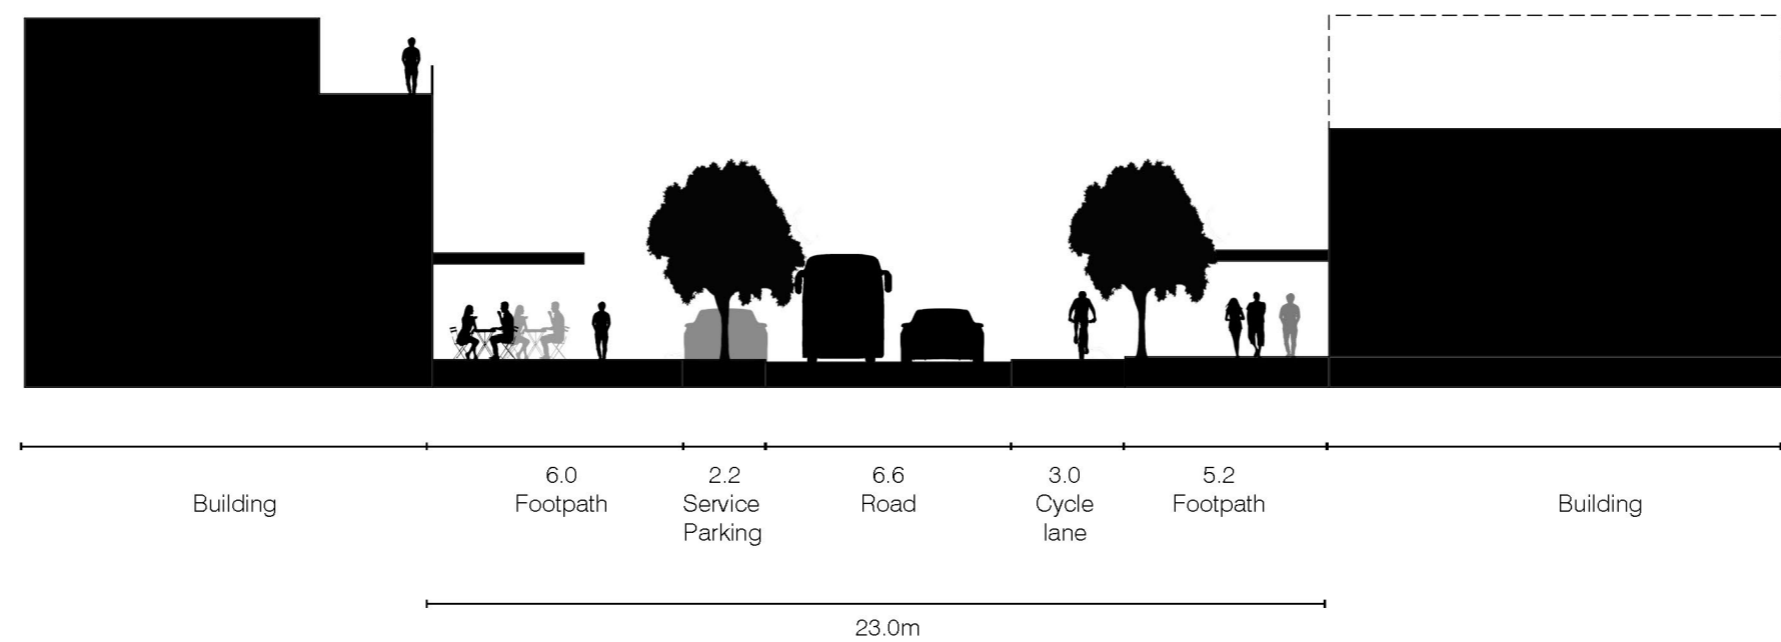 6.0
Footpath
2.2
Service
Parking
6.6
Road
3.0
Cycle
lane
5.2
Footpath
Building
Building
23.0m